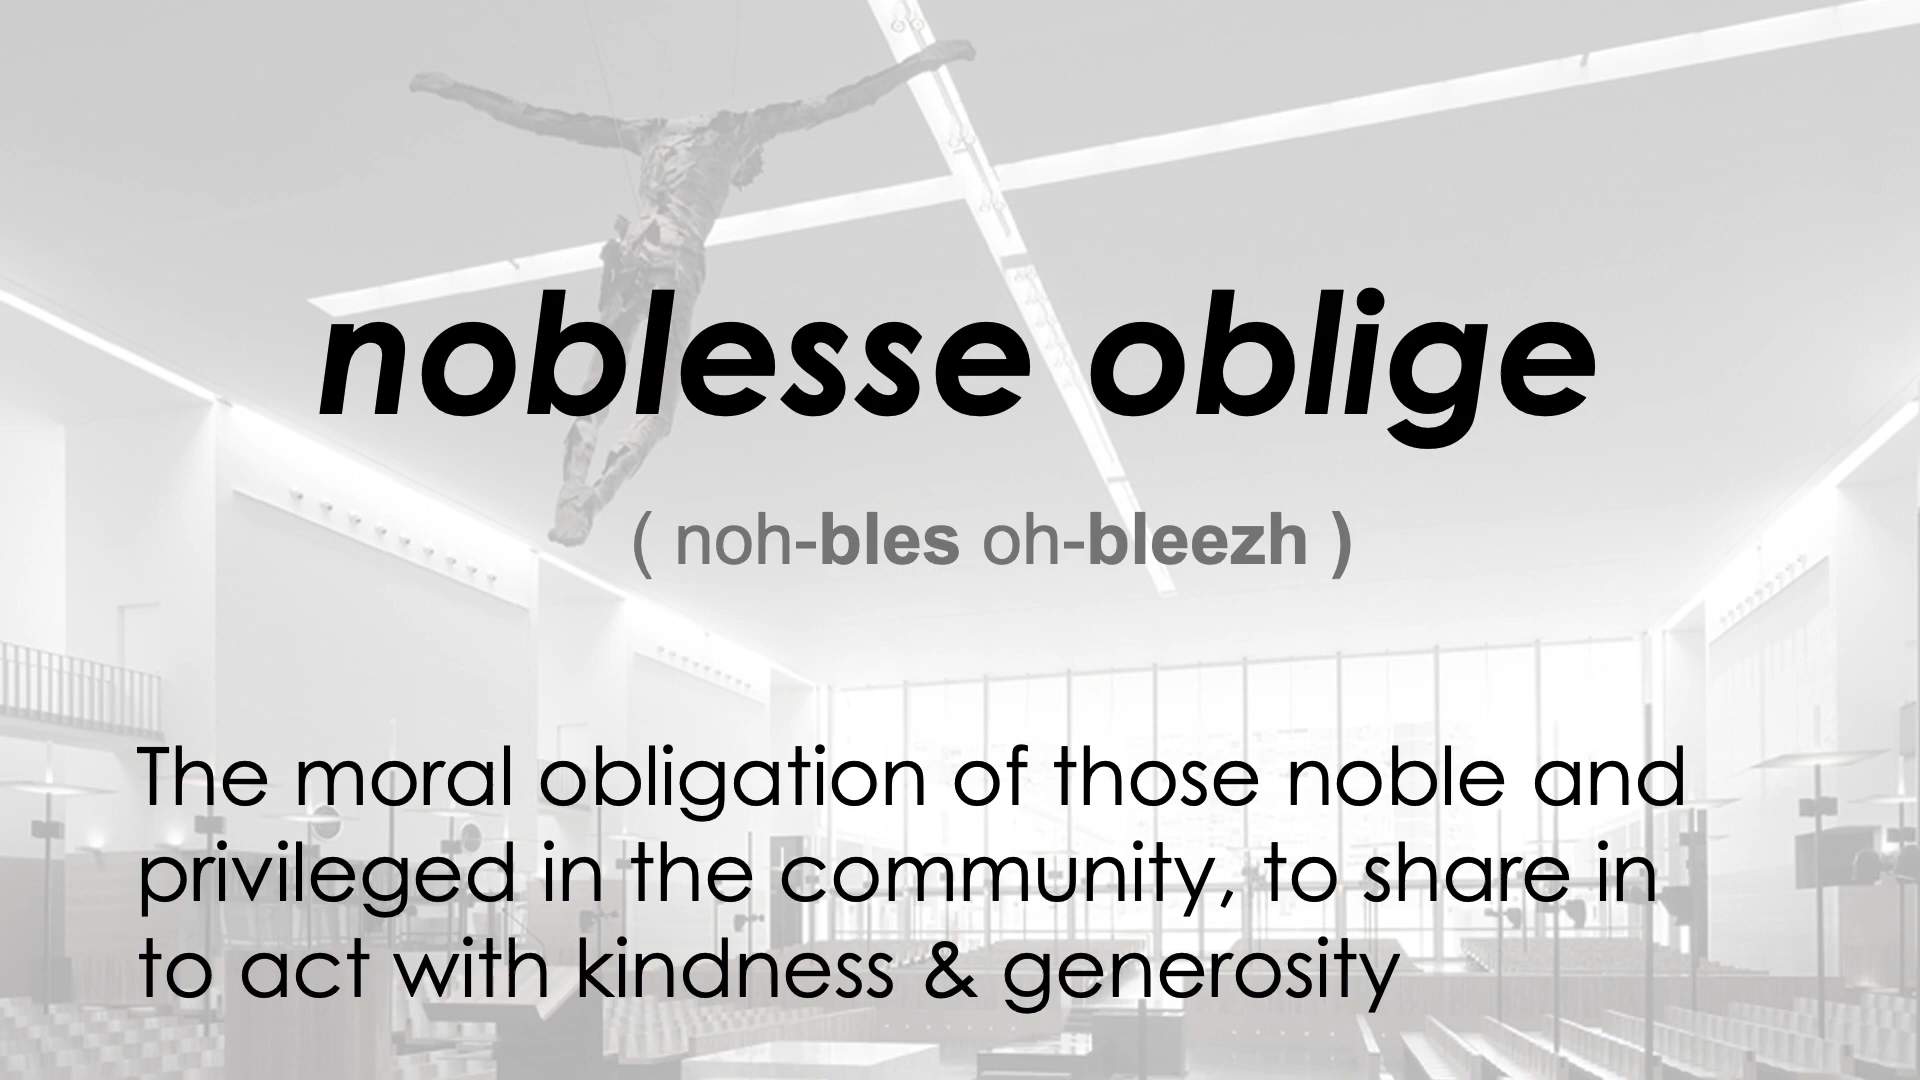 noblesse oblige
( noh-bles oh-bleezh )
The moral obligation of those noble and
privileged in the community, to share in
to act with kindness & generosity